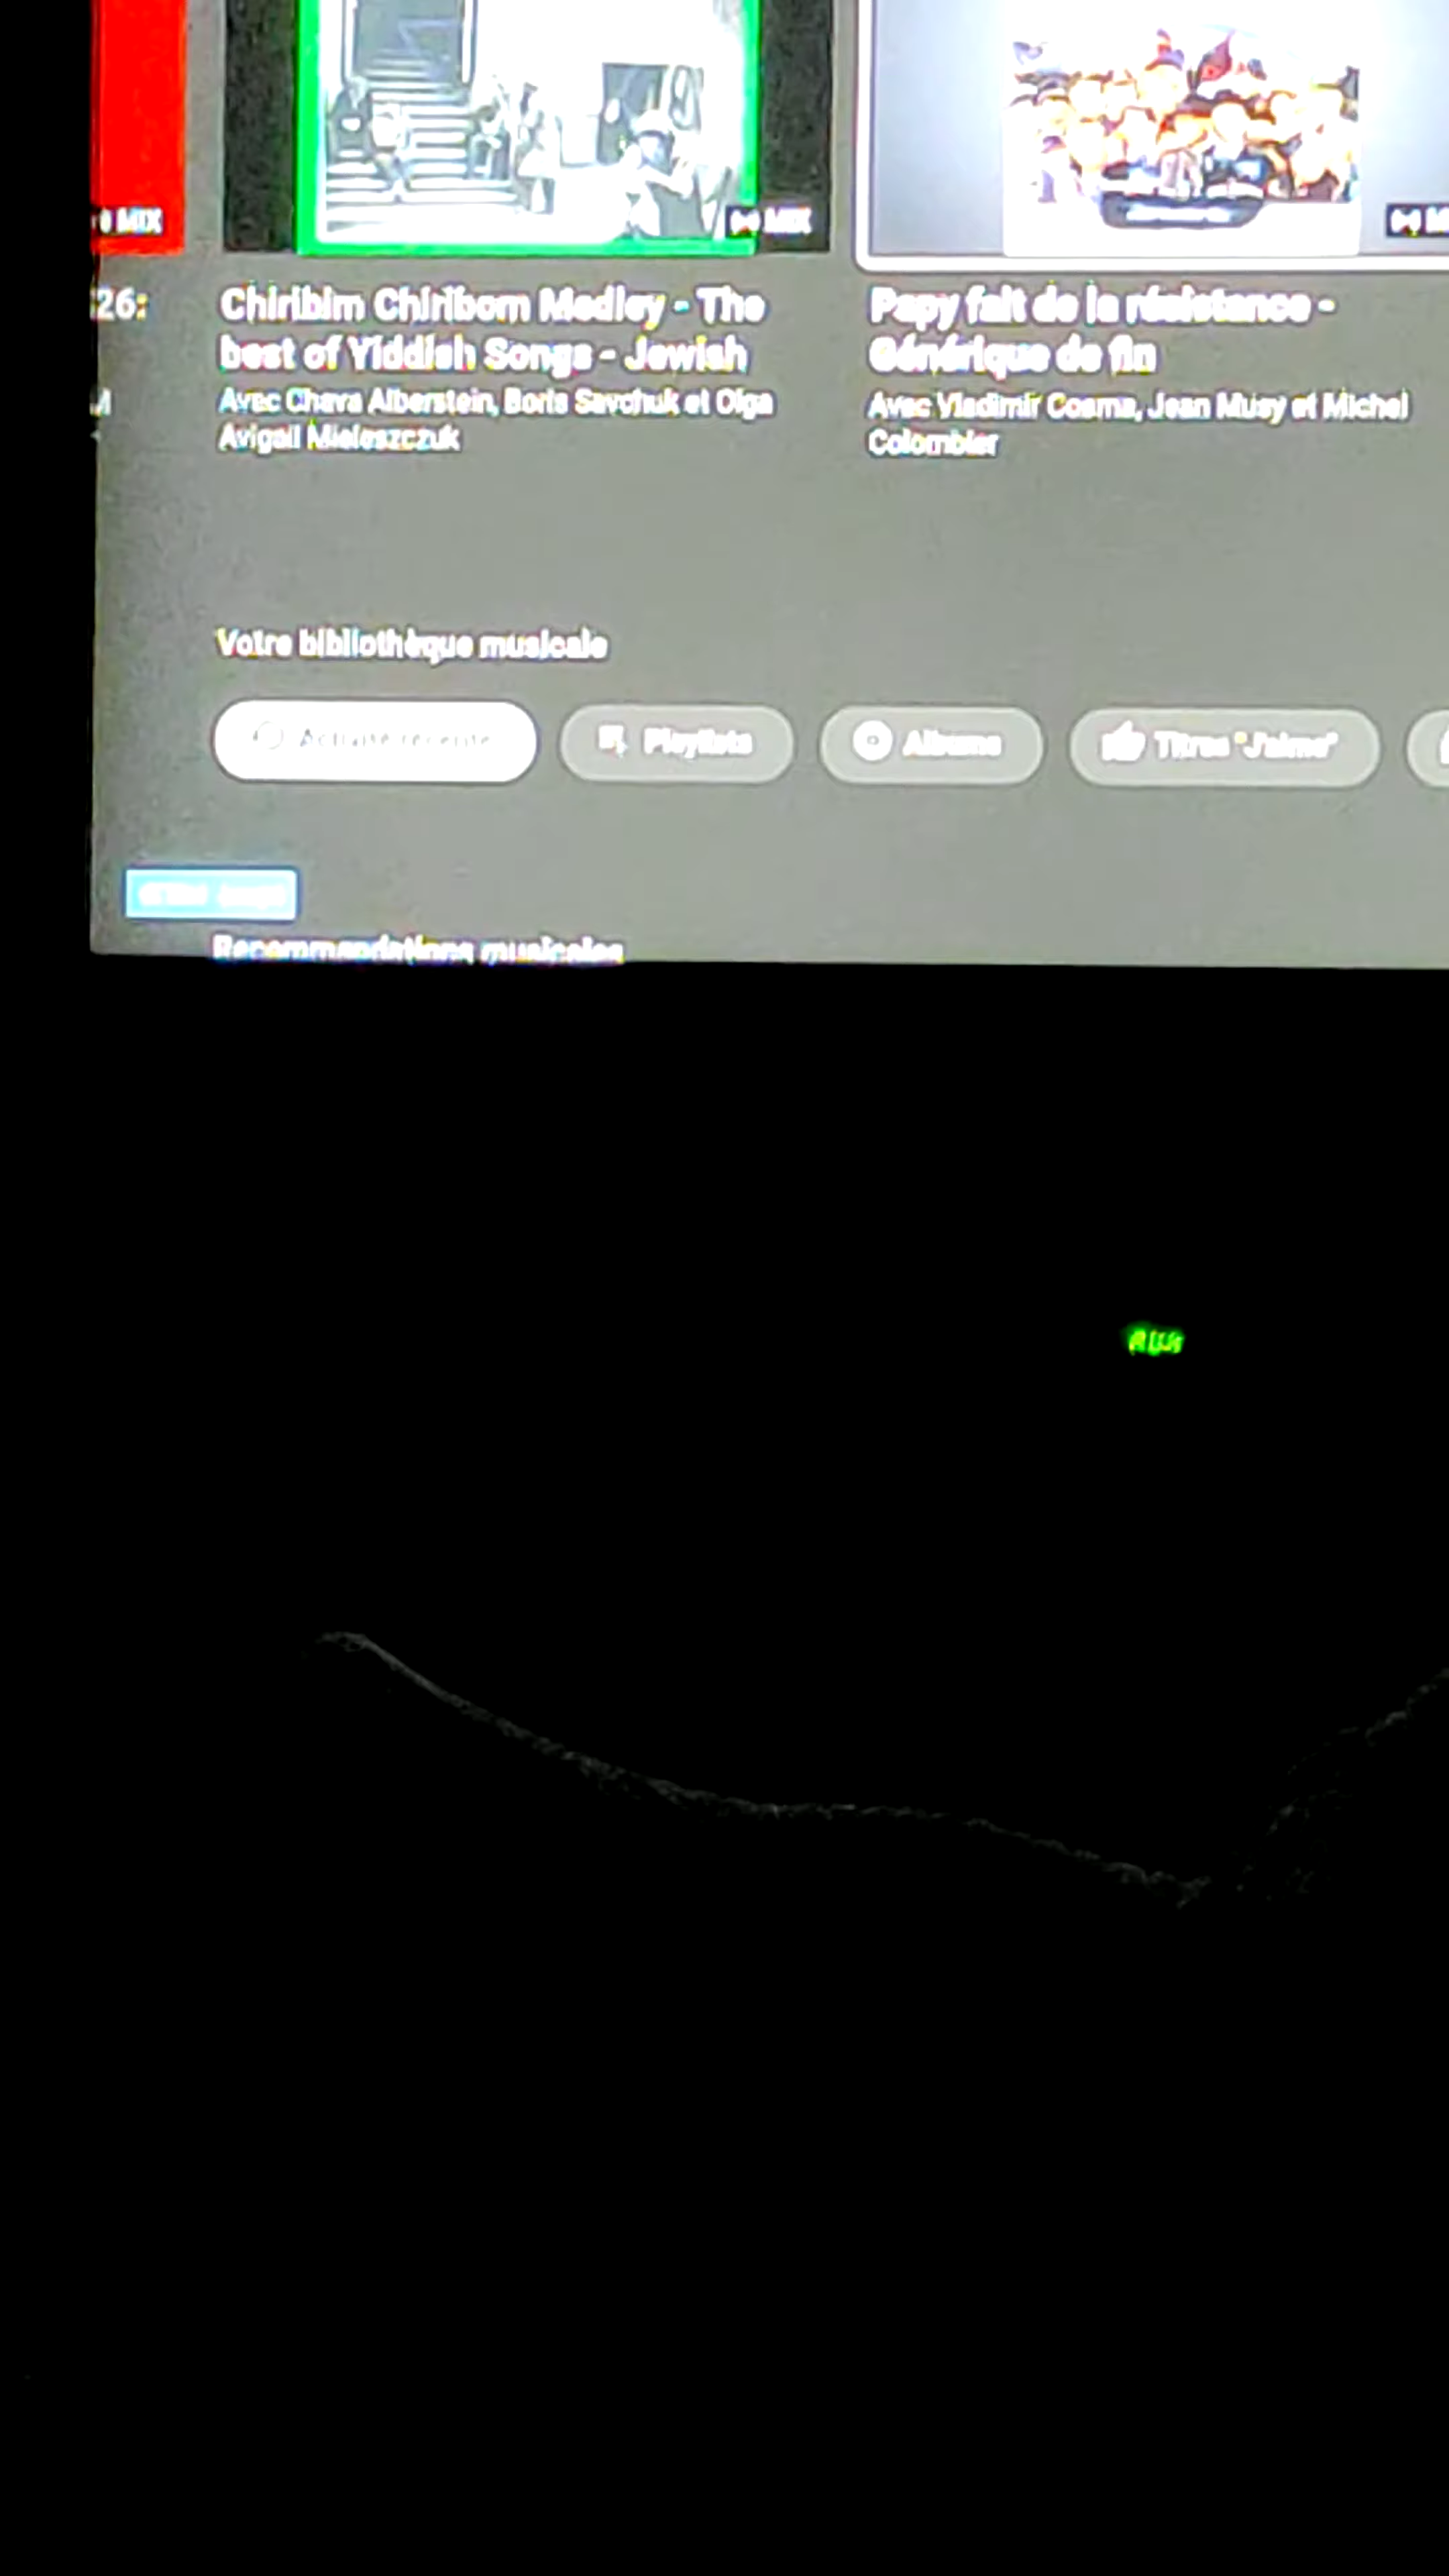 MIX
MIX
26:
Chiribim Chiribom Medley - The
best of Yiddish Songs - Jewish
Avec Chava Alberstein, Boris Savchuk et Olga
Avigail Mieleszczuk
Papy fait de la résistance -
Générique de fin
Avec Vladimir Cosma, Jean Musy et Michel
Colombier
Votre bibliothèque musicale
Activité récente
Playlists
Albums
Titres "J'aime"
Recommandations musicales